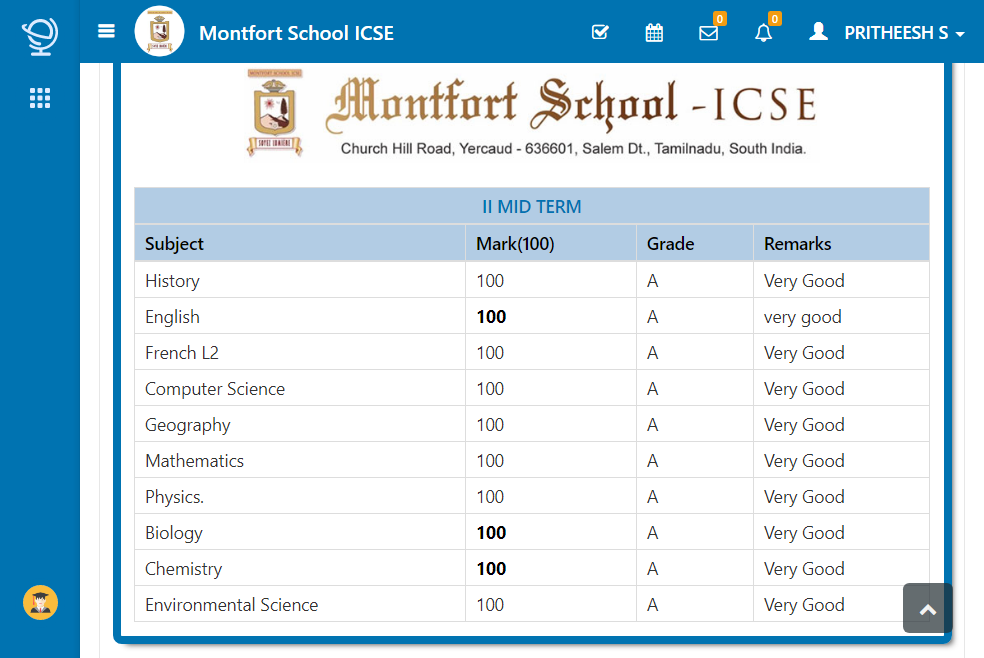 Montfort School ICSE
0
0
PRITHEESH S
MONTFORT SCHOOL ICSE
Montfort School - ICSE
Church Hill Road, Yercaud - 636601, Salem Dt., Tamilnadu, South India.
II MID TERM
Subject Mark(100) Grade Remarks
History 100 A Very Good
English 100 A very good
French L2 100 A Very Good
Computer Science 100 A Very Good
Geography 100 A Very Good
Mathematics 100 A Very Good
Physics. 100 A Very Good
Biology 100 A Very Good
Chemistry 100 A Very Good
Environmental Science 100 A Very Good